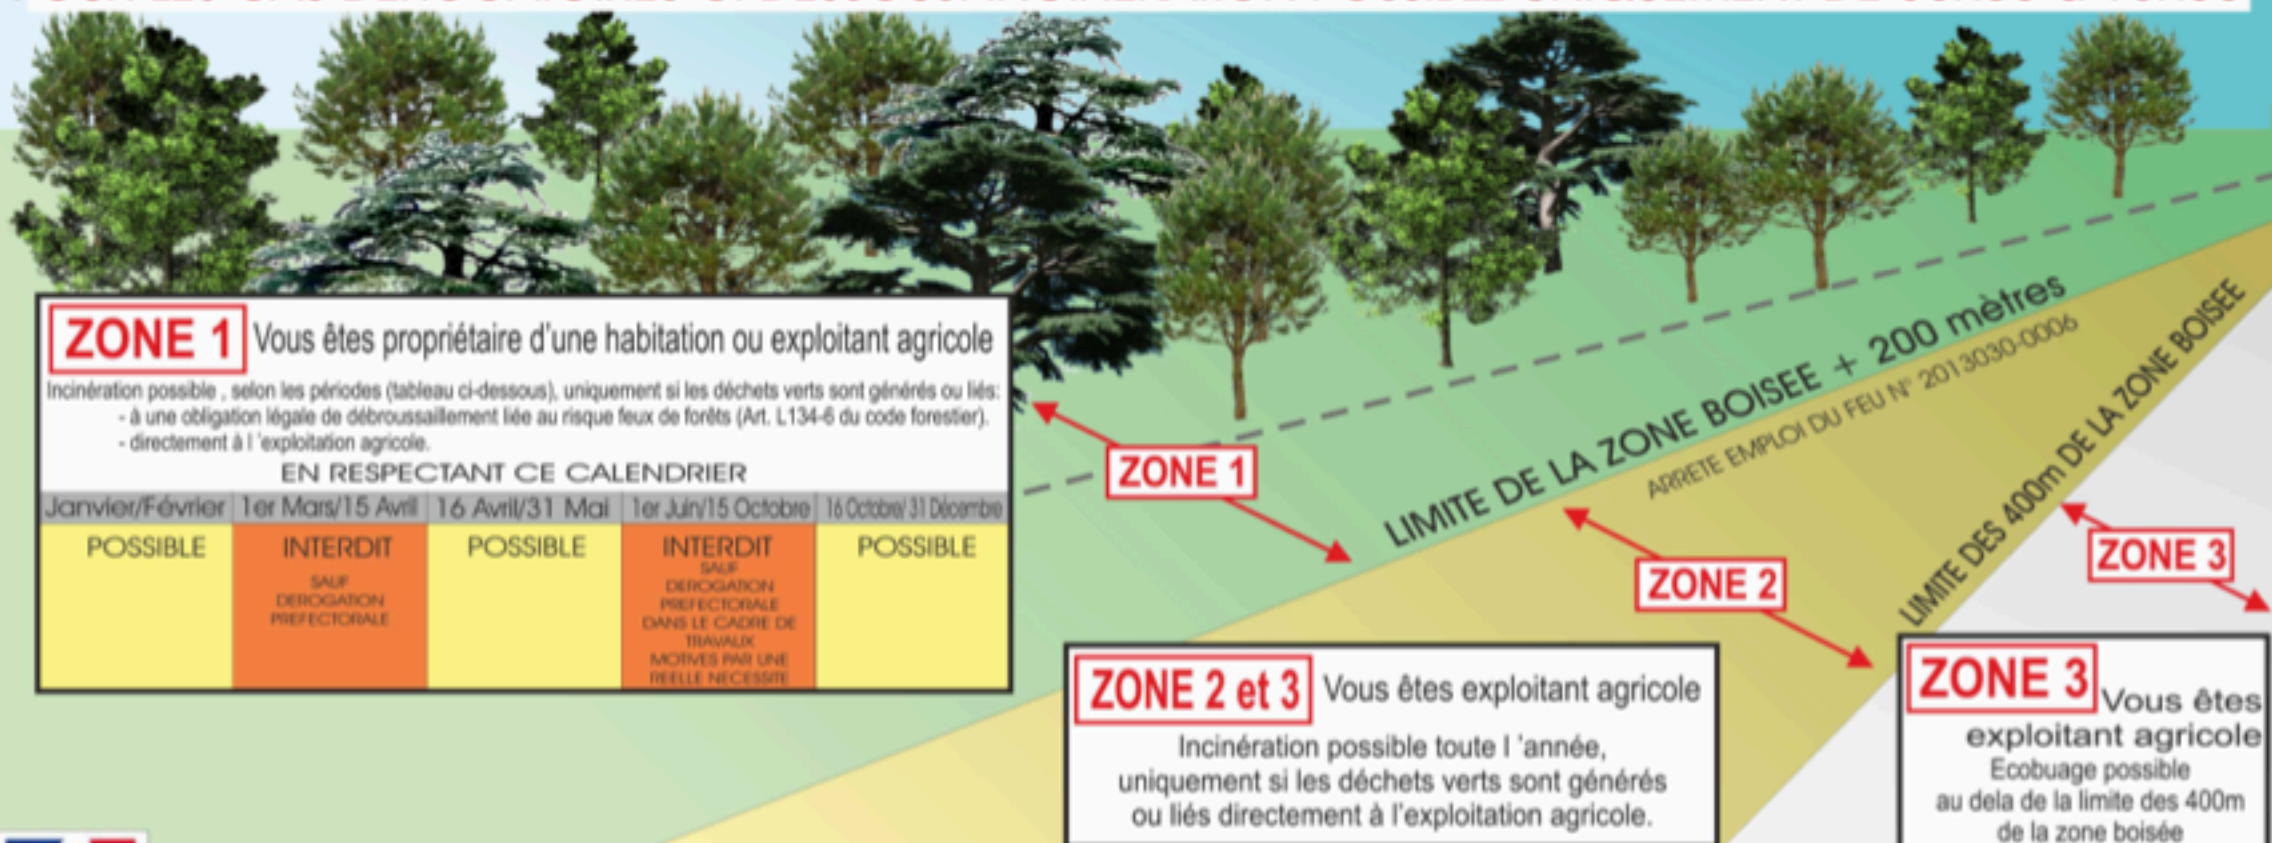 ZONE 1 Vous êtes propriétaire d'une habitation ou exploitant agricole
Incinération possible , selon les périodes (tableau ci-dessous), uniquement si les déchets verts sont générés ou liés:
- à une obligation légale de débroussaillement liée au risque feux de forêts (Art. L134-6 du code forestier).
- directement à l 'exploitation agricole.
EN RESPECTANT CE CALENDRIER
Janvier/Février 1er Mars/15 Avril 16 Avril/31 Mai 1er Juin/15 Octobre 16 Octobre/ 31 Décembre
POSSIBLE INTERDIT POSSIBLE INTERDIT POSSIBLE
SAUF
DEROGATION
PREFECTORALE
SAUF
DEROGATION
PREFECTORALE
DANS LE CADRE DE
TRAVAUX
MOTIVES PAR UNE
REELLE NECESSITE
ZONE 1
LIMITE DE LA ZONE BOISEE + 200 mètres
ARRETE EMPLOI DU FEU N° 2013030-0006
ZONE 2
LIMITE DES 400m DE LA ZONE BOISEE
ZONE 3
ZONE 2 et 3 Vous êtes exploitant agricole
Incinération possible toute l 'année,
uniquement si les déchets verts sont générés
ou liés directement à l'exploitation agricole.
ZONE 3 Vous êtes
exploitant agricole
Ecobuage possible
au dela de la limite des 400m
de la zone boisée